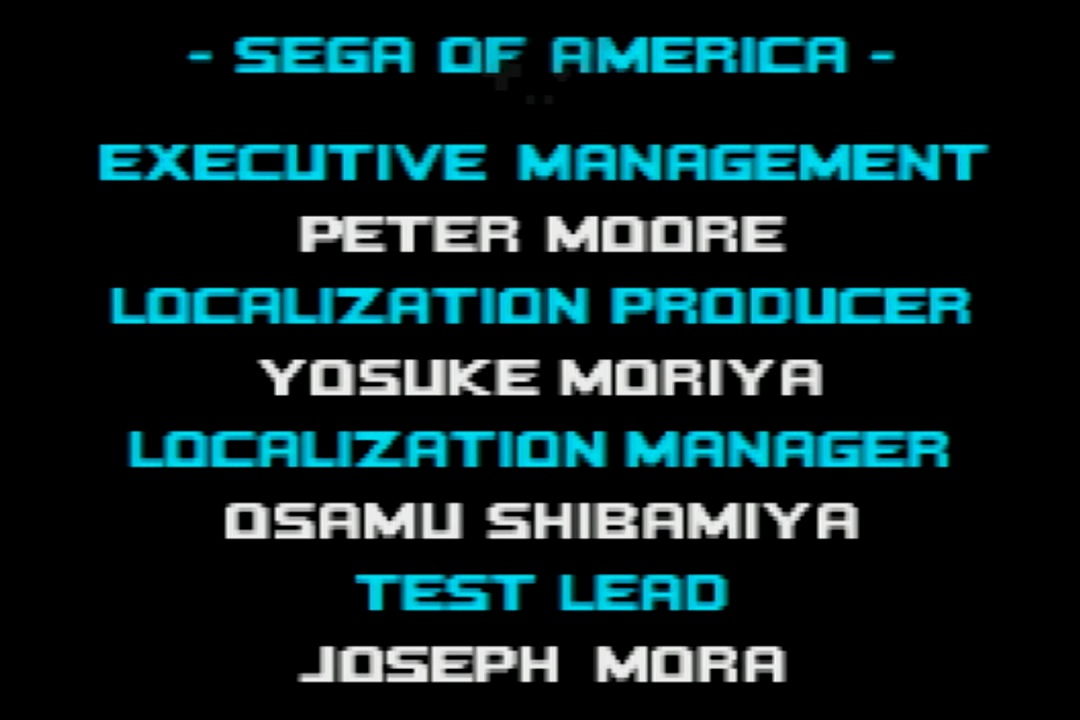 - SEGA OF AMERICA -
EXECUTIVE MANAGEMENT
PETER MOORE
LOCALIZATION PRODUCER
YOSUKE MORIYA
LOCALIZATION MANAGER
OSAMU SHIBAMIYA
TEST LEAD
JOSEPH MORA